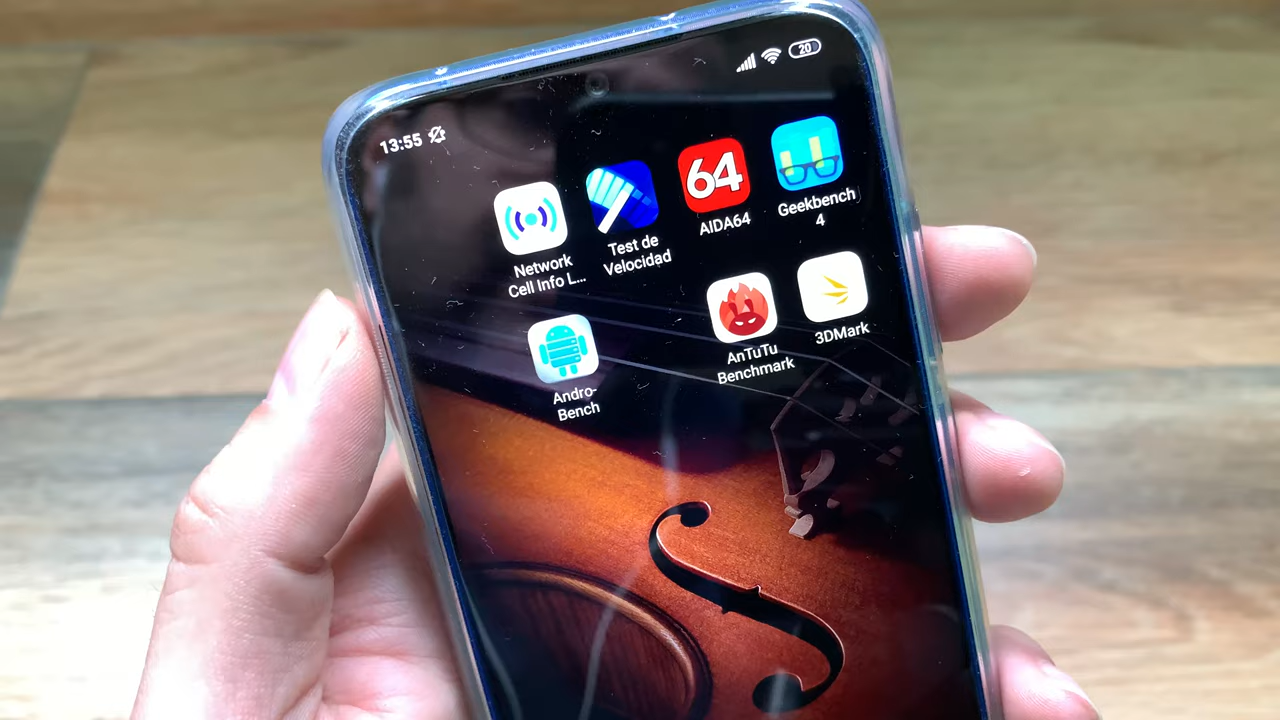 13:55
20
Network
Cell Info L...
Test de
Velocidad
64
AIDA64
Geekbench
4
Andro-
Bench
AnTuTu
Benchmark
3DMark